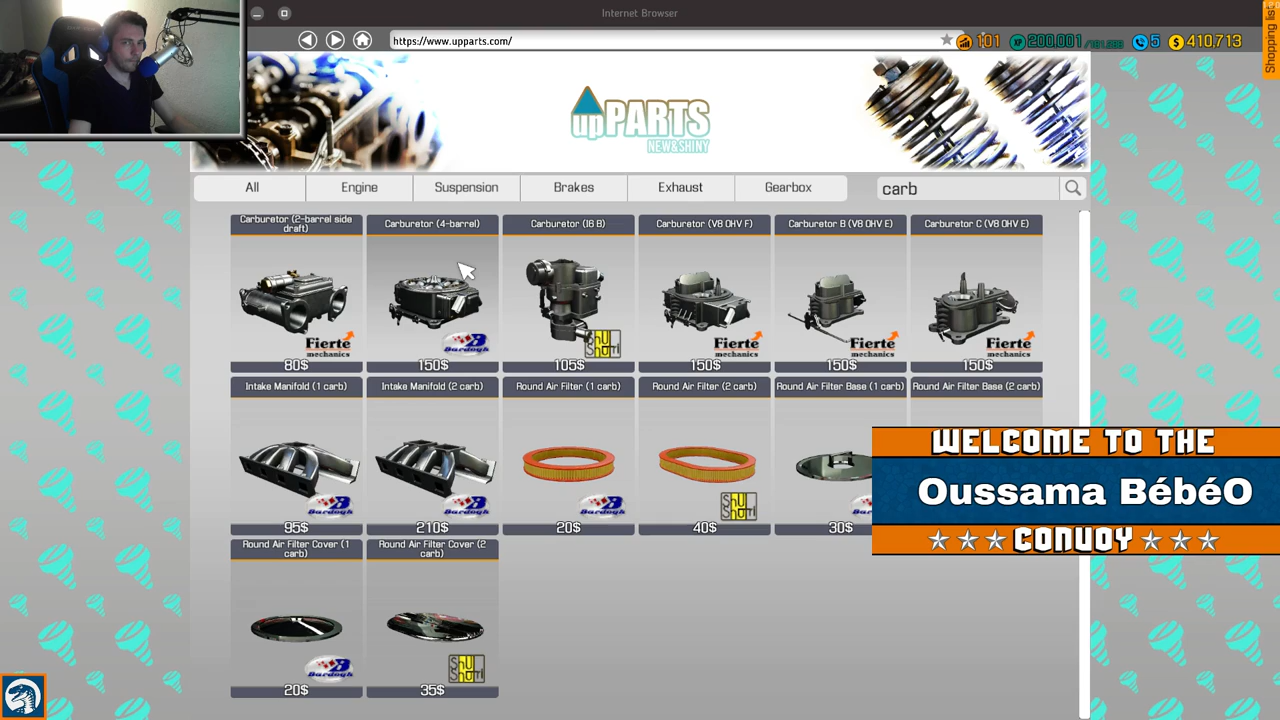 Internet Browser
https://www.upparts.com/
101
200,001
5
410,713
Shopping list
upPARTS
NEW&SHINY
All
Engine
Suspension
Brakes
Exhaust
Gearbox
carb
Carburetor (2-barrel side draft)
Carburetor (4-barrel)
Carburetor (I6 B)
Carburetor (V8 OHV F)
Carburetor B (V8 OHV E)
Carburetor C (V8 OHV E)
Fierte mechanics
Bardogh
Shu Shuti
Fierte mechanics
Fierte mechanics
Fierte mechanics
80$
150$
105$
150$
150$
150$
Intake Manifold (1 carb)
Intake Manifold (2 carb)
Round Air Filter (1 carb)
Round Air Filter (2 carb)
Round Air Filter Base (1 carb)
Round Air Filter Base (2 carb)
Bardogh
Bardogh
Bardogh
Shu Shuti
95$
210$
20$
40$
30$
Round Air Filter Cover (1 carb)
Round Air Filter Cover (2 carb)
Bardogh
Shu Shuti
20$
35$
WELCOME TO THE
Oussama BébéO
CONVOY